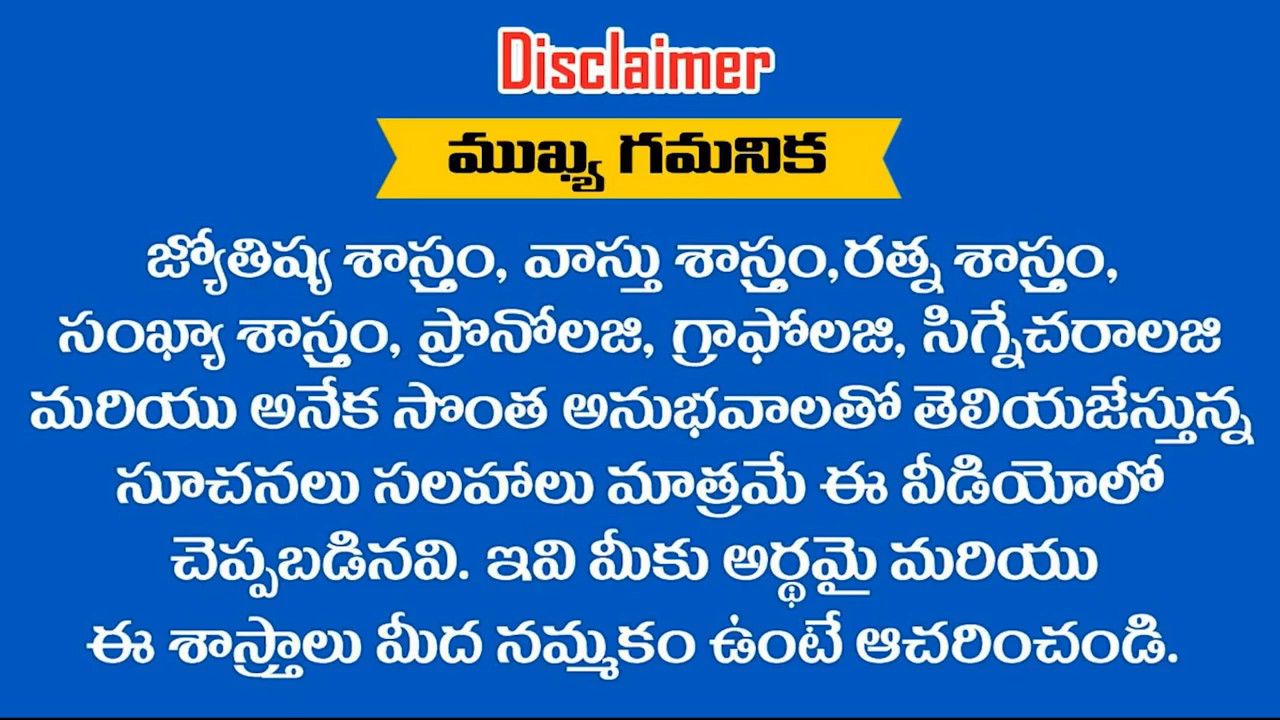 Disclaimer
ముఖ్య గమనిక
జ్యోతిష్య శాస్త్రం, వాస్తు శాస్త్రం,రత్న శాస్త్రం,
సంఖ్యా శాస్త్రం, ప్రొనోలజి, గ్రాఫోలజి, సిగ్నేచరాలజి
మరియు అనేక సొంత అనుభవాలతో తెలియజేస్తున్న
సూచనలు సలహాలు మాత్రమే ఈ వీడియోలో
చెప్పబడినవి. ఇవి మీకు అర్థమై మరియు
ఈ శాస్త్రాలు మీద నమ్మకం ఉంటే ఆచరించండి.